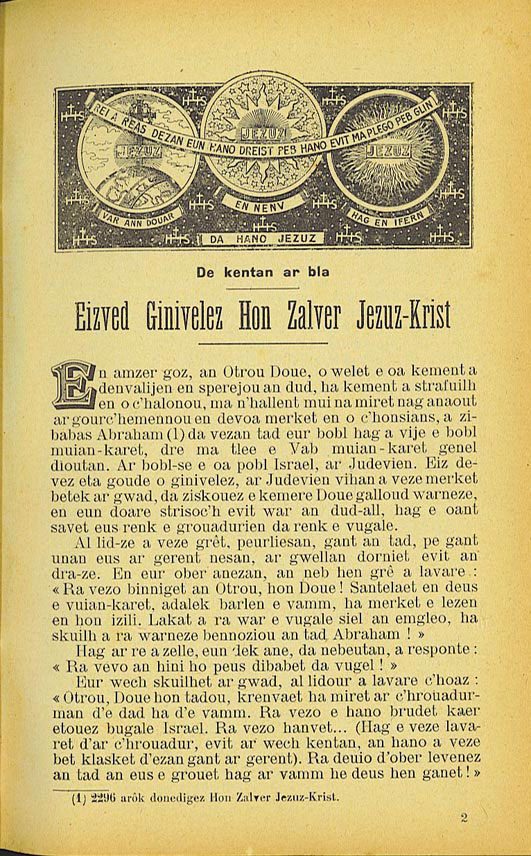 REI A REAS DEZAN EUN HANO DREIST PEB HANO EVIT MA PLEGO PEB GLIN
JEZUZ
JEZUZ
JEZUZ
VAR ANN DOUAR
EN NENV
HAG EN IFERN
DA HANO JEZUZ
De kentan ar bla
Eizved Ginivelez Hon Zalver Jezuz-Krist
En amzer goz, an Otrou Doue, o welet e oa kement a
denvalijen en sperejou an dud, ha kement a strafuilh
en o c'halonou, ma n'hallent mui na miret nag anaout
ar gourc'hemennou en devoa merket en o c'honsians, a zi-
babas Abraham (1) da vezan tad eur bobl hag a vije e bobl
muian-karet, dre ma tlee e Vab muian-karet genel
dioutan. Ar bobl-se e oa pobl Israel, ar Judevien. Eiz de-
vez eta goude o ginivelez, ar Judevien vihan a veze merket
betek ar gwad, da ziskouez e kemere Doue galloud warneze,
en eun doare strisoc'h evit war an dud-all, hag e oant
savet eus renk e grouadurien da renk e vugale.
Al lid-ze a veze grêt, peurliesan, gant an tad, pe gant
unan eus ar gerent nesan, ar gwellan dorniet evit an
dra-ze. En eur ober anezan, an neb hen grê a lavare :
« Ra vezo binniget an Otrou, hon Doue ! Santelaet en deus
e vuian-karet, adalek barlen e vamm, ha merket e lezen
en hon izili. Lakat a ra war e vugale siel an emgleo, ha
skuilh a ra warneze bennoziou an tad Abraham ! »
Hag ar re a zelle, eun dek ane, da nebeutan, a responte :
« Ra vevo an hini ho peus dibabet da vugel ! »
Eur wech skuilhet ar gwad, al lidour a lavare c'hoaz :
« Otrou, Doue hon tadou, krenvaet ha miret ar c'hrouadur-
man d'e dad ha d'e vamm. Ra vezo e hano brudet kaer
etouez bugale Israel. Ra vezo hanvet... (Hag e veze lava-
ret d'ar c'hrouadur, evit ar wech kentan, an hano a veze
bet klasket d'ezan gant ar gerent). Ra deuio d'ober levenez
an tad an eus e grouet hag ar vamm he deus hen ganet ! »
(1) 2296 arôk donedigez Hon Zalver Jezuz-Krist.
2